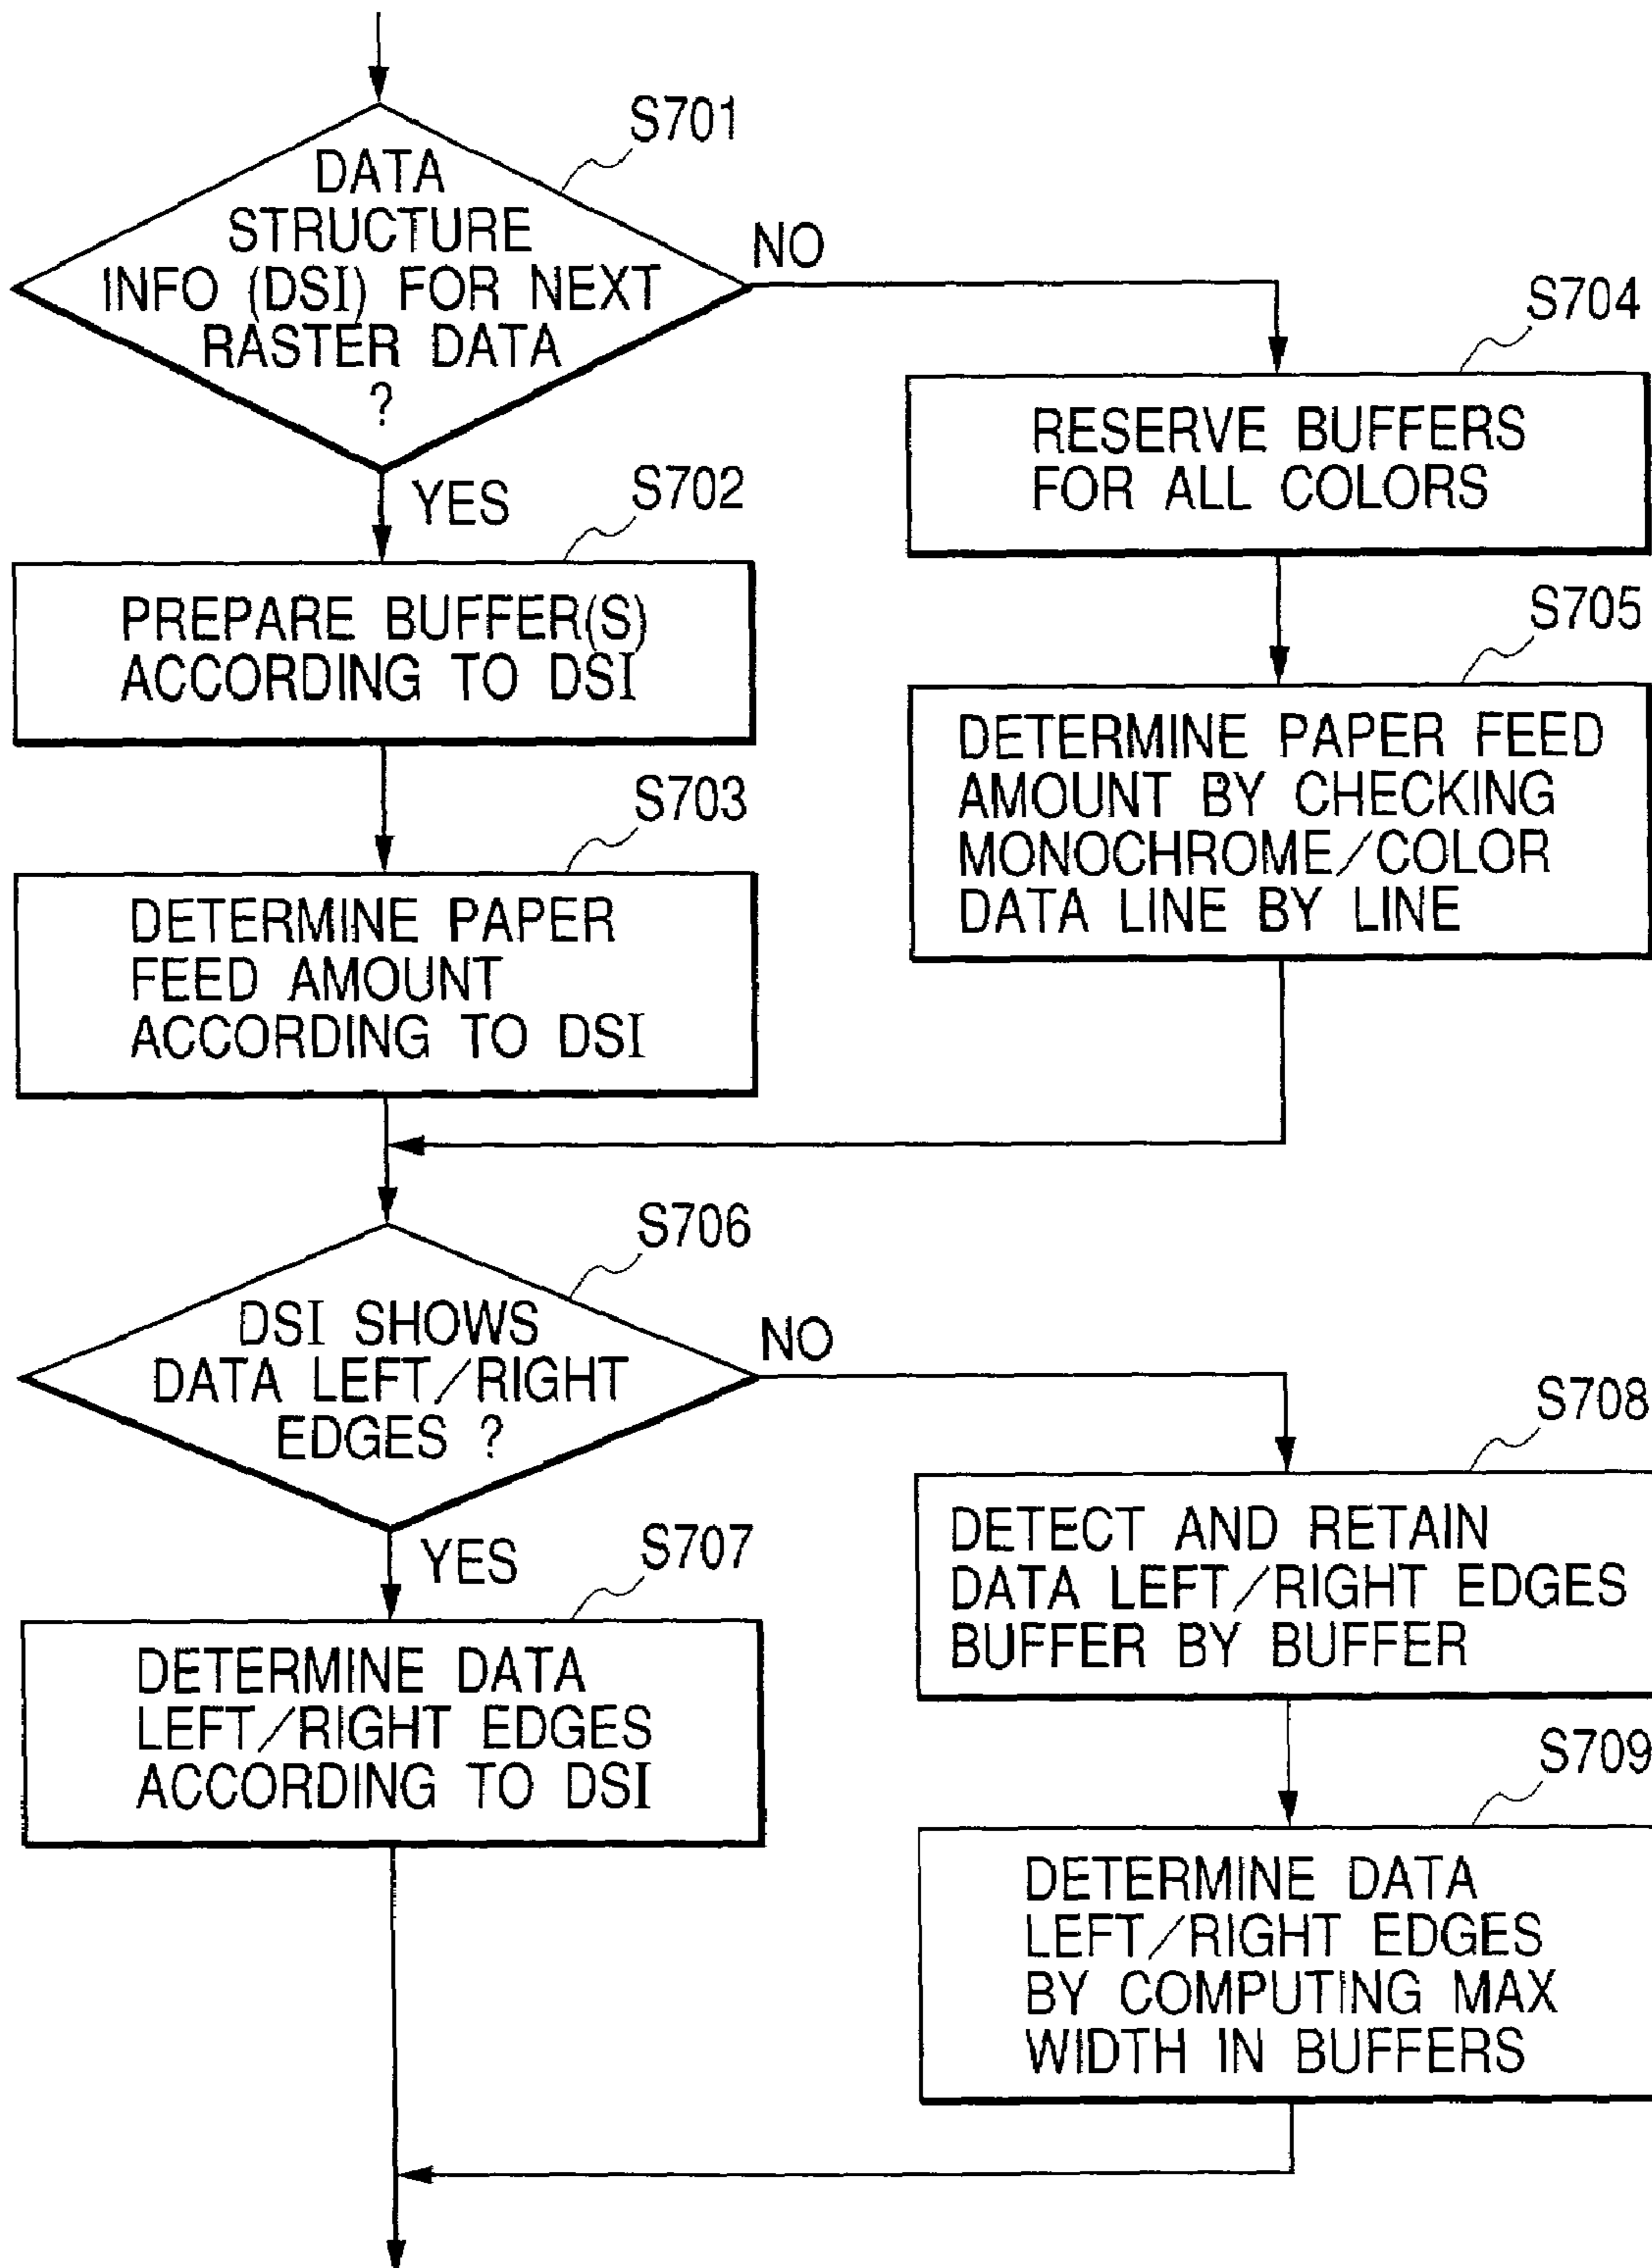 S701
DATA
STRUCTURE
INFO (DSI) FOR NEXT
RASTER DATA
?
NO
YES
S702
PREPARE BUFFER(S)
ACCORDING TO DSI
S703
DETERMINE PAPER
FEED AMOUNT
ACCORDING TO DSI
S704
RESERVE BUFFERS
FOR ALL COLORS
S705
DETERMINE PAPER FEED
AMOUNT BY CHECKING
MONOCHROME/COLOR
DATA LINE BY LINE
S706
DSI SHOWS
DATA LEFT/RIGHT
EDGES ?
NO
YES
S707
DETERMINE DATA
LEFT/RIGHT EDGES
ACCORDING TO DSI
S708
DETECT AND RETAIN
DATA LEFT/RIGHT EDGES
BUFFER BY BUFFER
S709
DETERMINE DATA
LEFT/RIGHT EDGES
BY COMPUTING MAX
WIDTH IN BUFFERS